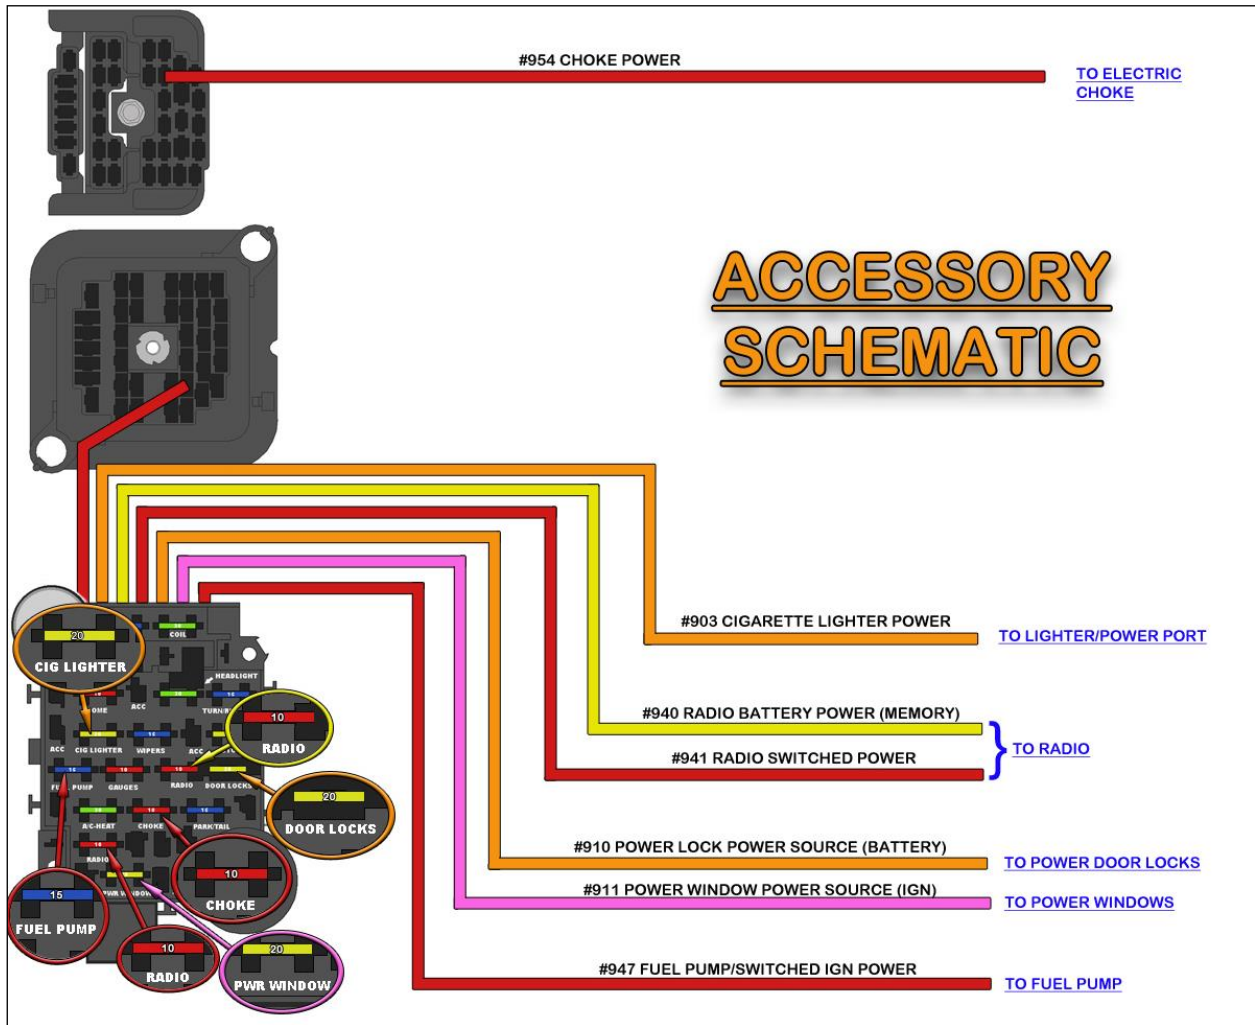 #954 CHOKE POWER
TO ELECTRIC
CHOKE
ACCESSORY
SCHEMATIC
#903 CIGARETTE LIGHTER POWER
TO LIGHTER/POWER PORT
#940 RADIO BATTERY POWER (MEMORY)
TO RADIO
#941 RADIO SWITCHED POWER
#910 POWER LOCK POWER SOURCE (BATTERY)
TO POWER DOOR LOCKS
#911 POWER WINDOW POWER SOURCE (IGN)
TO POWER WINDOWS
#947 FUEL PUMP/SWITCHED IGN POWER
TO FUEL PUMP
20
CIG LIGHTER
COIL
HEADLIGHT
ACC
10
RADIO
ACC
CIG LIGHTER
WIPERS
ACC
GAUGES
RADIO
DOOR LOCKS
20
DOOR LOCKS
A/C-HEAT
CHOKE
PARK/TAIL
RADIO
10
CHOKE
PWR WINDOW
15
FUEL PUMP
10
RADIO
20
PWR WINDOW